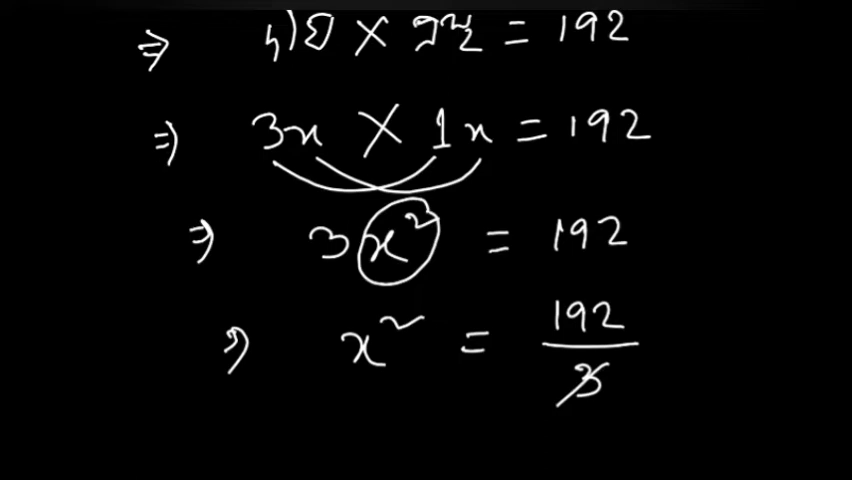 ⇒ × = 192
⇒ 3x × 1x = 192
⇒ 3x² = 192
⇒ x² = 192/3